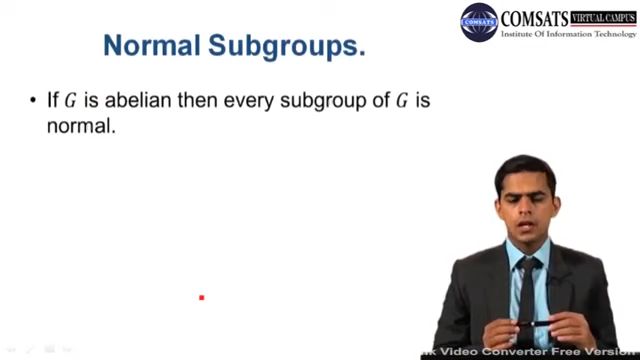 COMSATS VIRTUAL CAMPUS
Institute Of Information Technology
Normal Subgroups.
• If G is abelian then every subgroup of G is
normal.
Video Converter Free Version